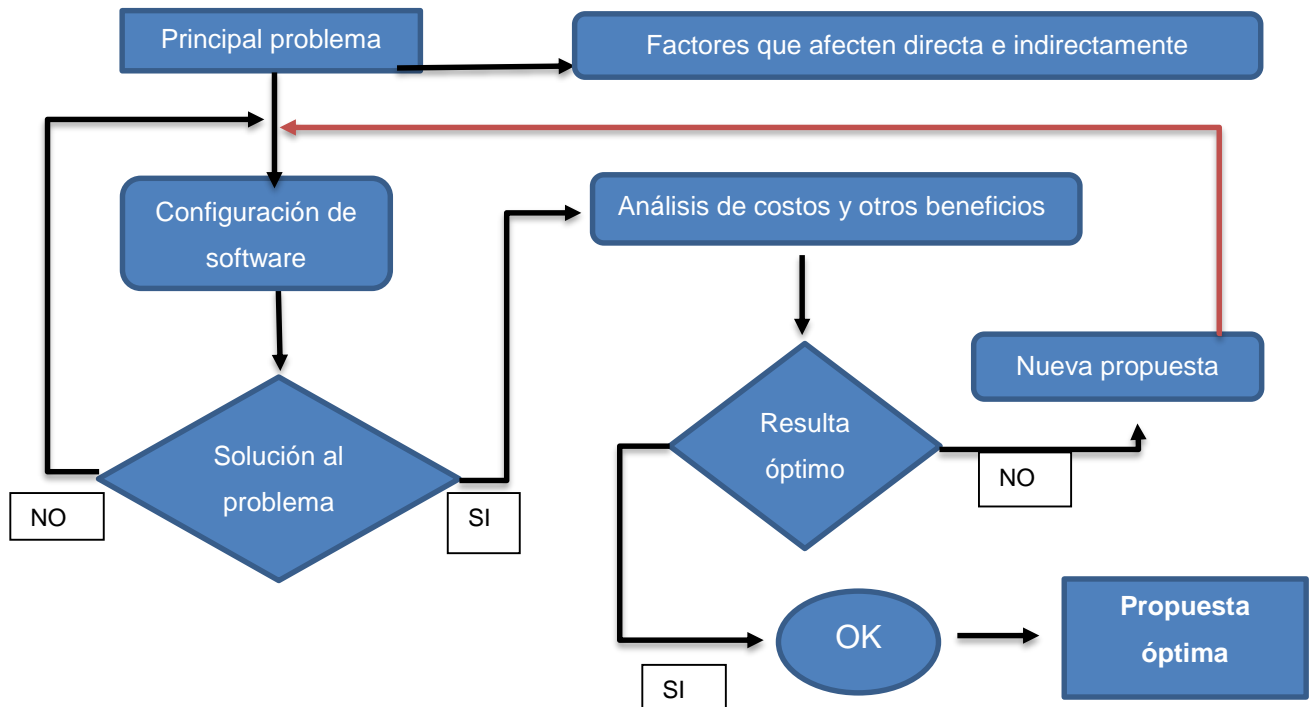 Principal problema
Factores que afecten directa e indirectamente
Configuración de
software
Análisis de costos y otros beneficios
Nueva propuesta
Resulta
óptimo
Solución al
problema
NO
SI
NO
OK
Propuesta
óptima
SI